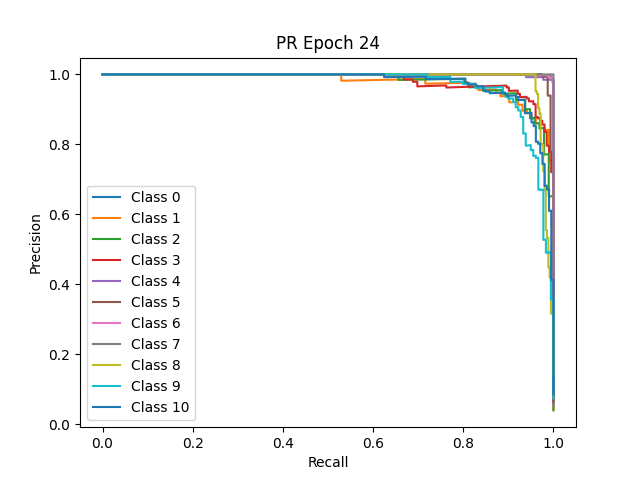 PR Epoch 24
1.0
0.8
0.6
0.4
0.2
0.0
Precision
Class 0
Class 1
Class 2
Class 3
Class 4
Class 5
Class 6
Class 7
Class 8
Class 9
Class 10
0.0 0.2 0.4 0.6 0.8 1.0
Recall